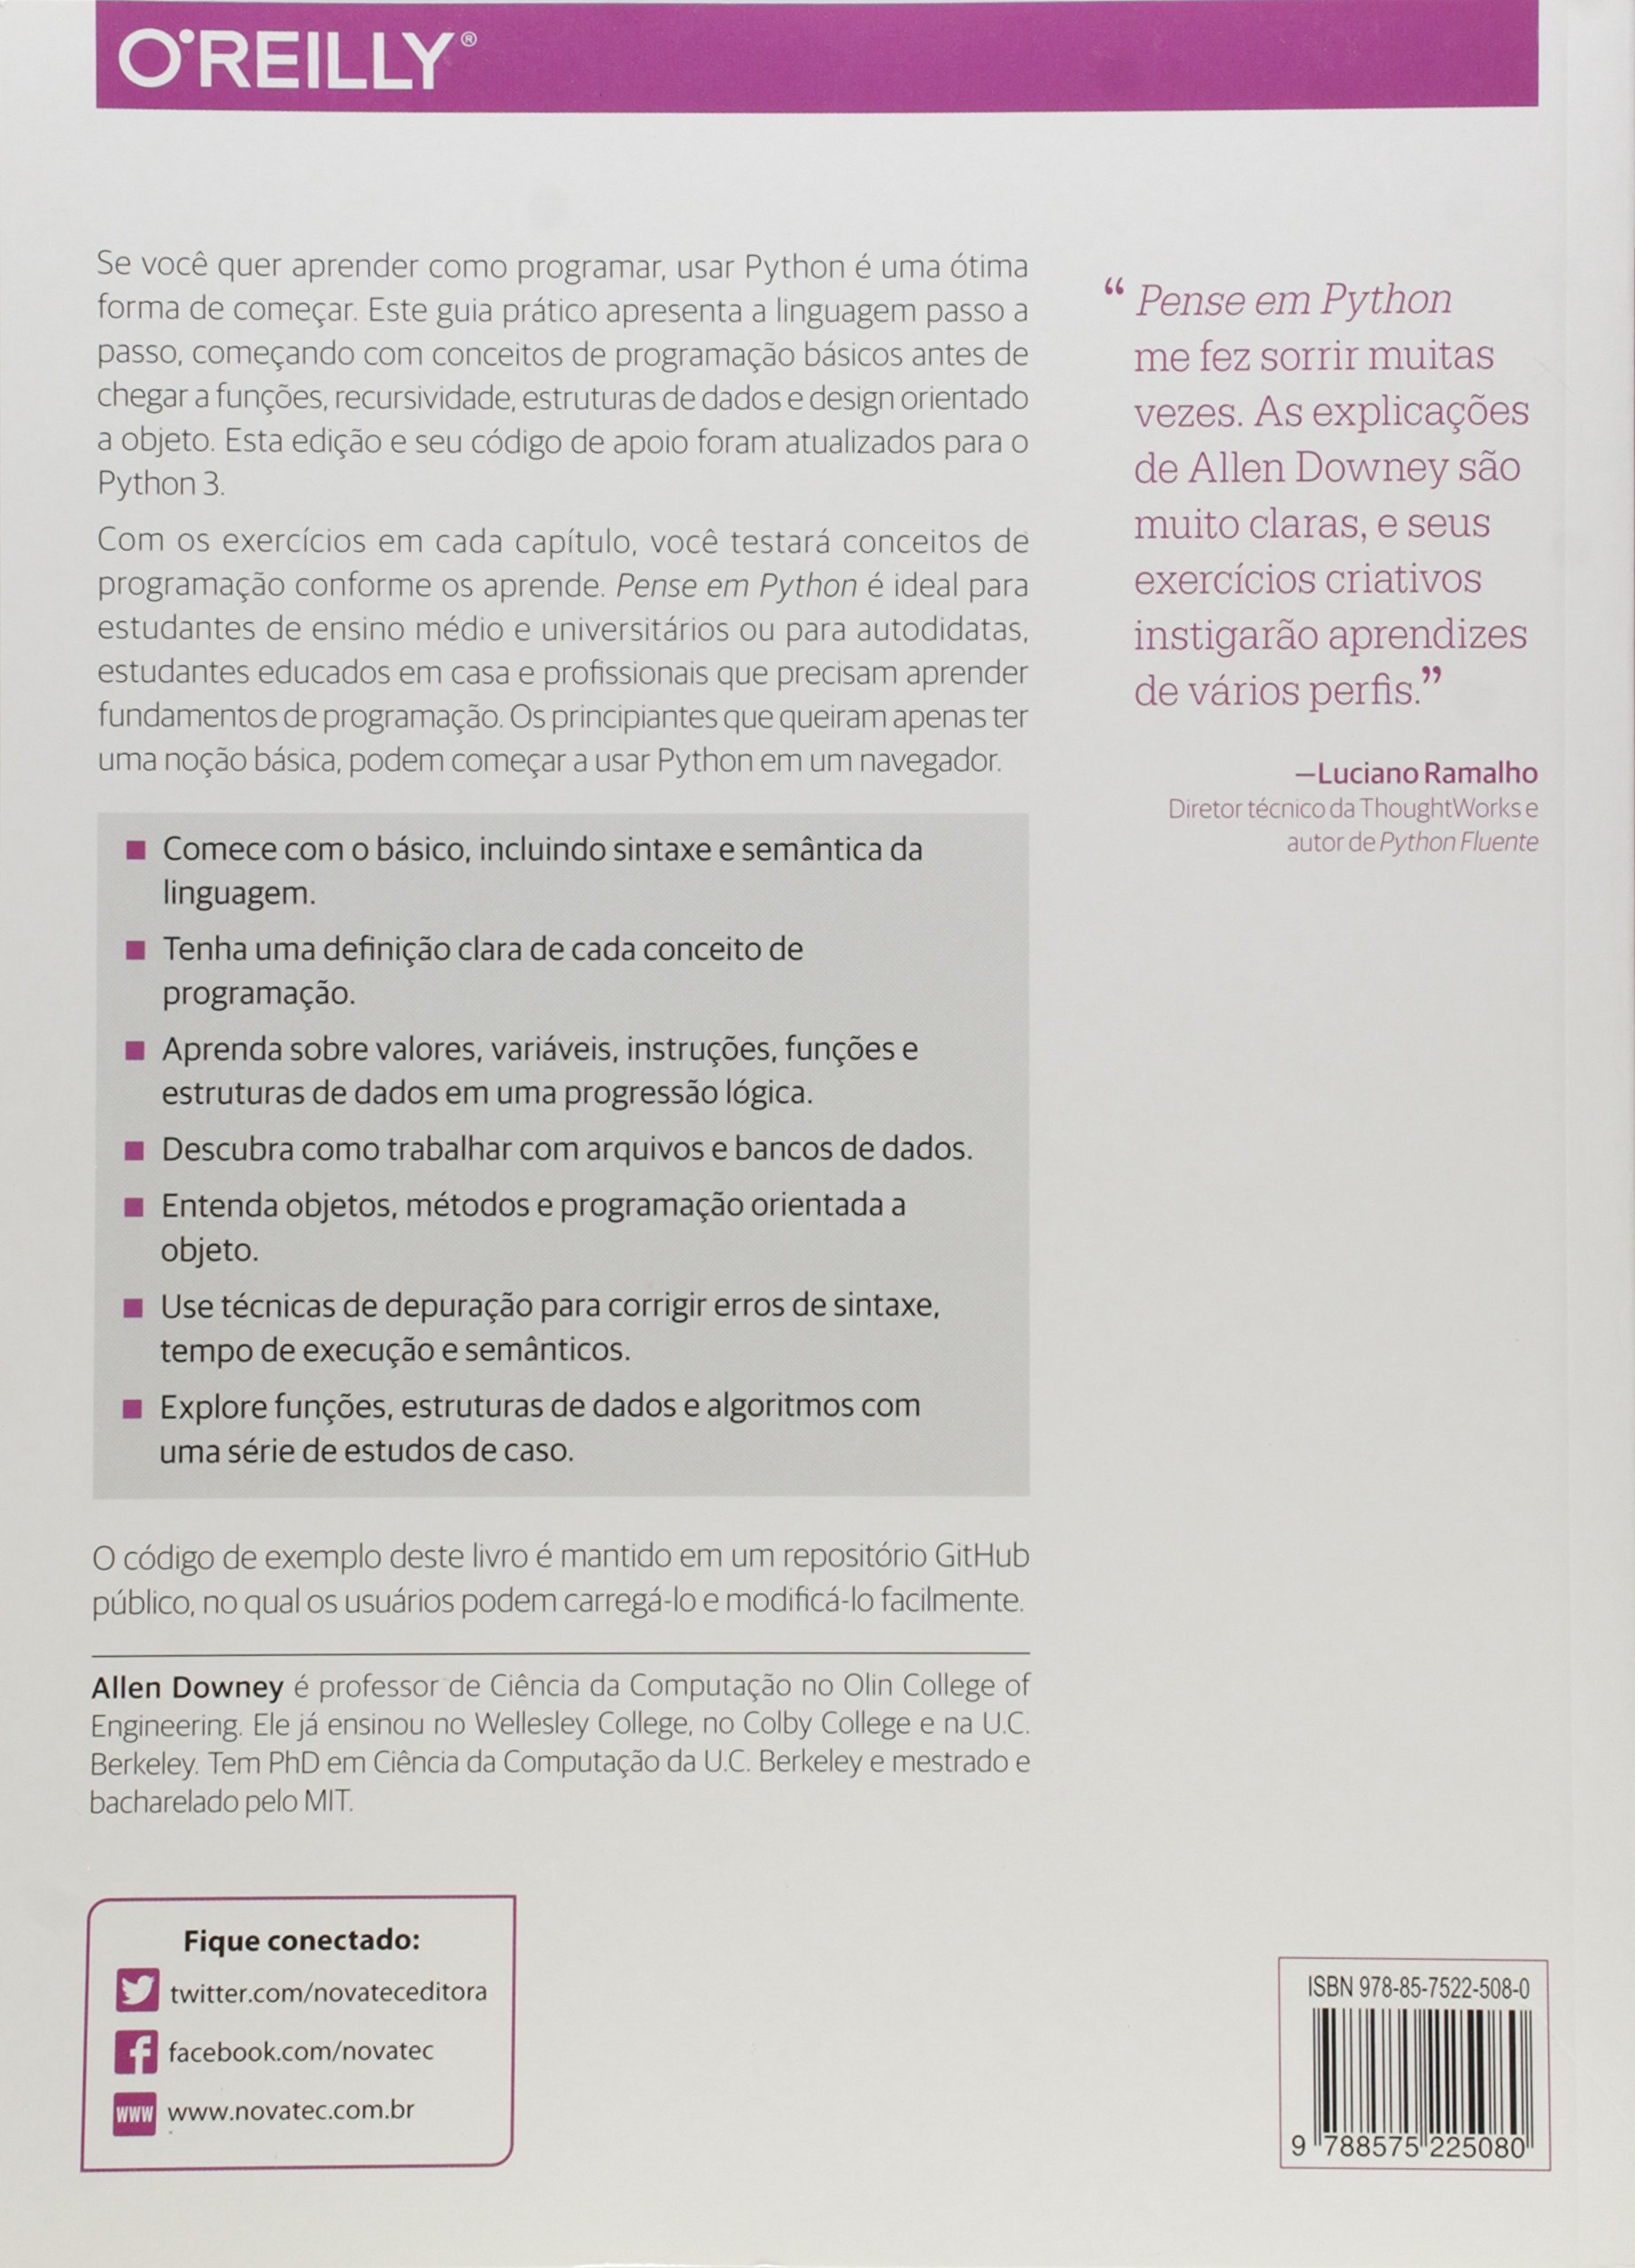 O'REILLY®
Se você quer aprender como programar, usar Python é uma ótima
forma de começar. Este guia prático apresenta a linguagem passo a
passo, começando com conceitos de programação básicos antes de
chegar a funções, recursividade, estruturas de dados e design orientado
a objeto. Esta edição e seu código de apoio foram atualizados para o
Python 3.
Com os exercícios em cada capítulo, você testará conceitos de
programação conforme os aprende. Pense em Python é ideal para
estudantes de ensino médio e universitários ou para autodidatas,
estudantes educados em casa e profissionais que precisam aprender
fundamentos de programação. Os principiantes que queiram apenas ter
uma noção básica, podem começar a usar Python em um navegador.
■ Comece com o básico, incluindo sintaxe e semântica da
linguagem.
■ Tenha uma definição clara de cada conceito de
programação.
■ Aprenda sobre valores, variáveis, instruções, funções e
estruturas de dados em uma progressão lógica.
■ Descubra como trabalhar com arquivos e bancos de dados.
■ Entenda objetos, métodos e programação orientada a
objeto.
■ Use técnicas de depuração para corrigir erros de sintaxe,
tempo de execução e semânticos.
■ Explore funções, estruturas de dados e algoritmos com
uma série de estudos de caso.
O código de exemplo deste livro é mantido em um repositório GitHub
público, no qual os usuários podem carregá-lo e modificá-lo facilmente.
Allen Downey é professor de Ciência da Computação no Olin College of
Engineering. Ele já ensinou no Wellesley College, no Colby College e na U.C.
Berkeley. Tem PhD em Ciência da Computação da U.C. Berkeley e mestrado e
bacharelado pelo MIT.
“Pense em Python
me fez sorrir muitas
vezes. As explicações
de Allen Downey são
muito claras, e seus
exercícios criativos
instigarão aprendizes
de vários perfis.”
—Luciano Ramalho
Diretor técnico da ThoughtWorks e
autor de Python Fluente
Fique conectado:
twitter.com/novateceditora
facebook.com/novatec
www www.novatec.com.br
ISBN 978-85-7522-508-0
9 788575 225080